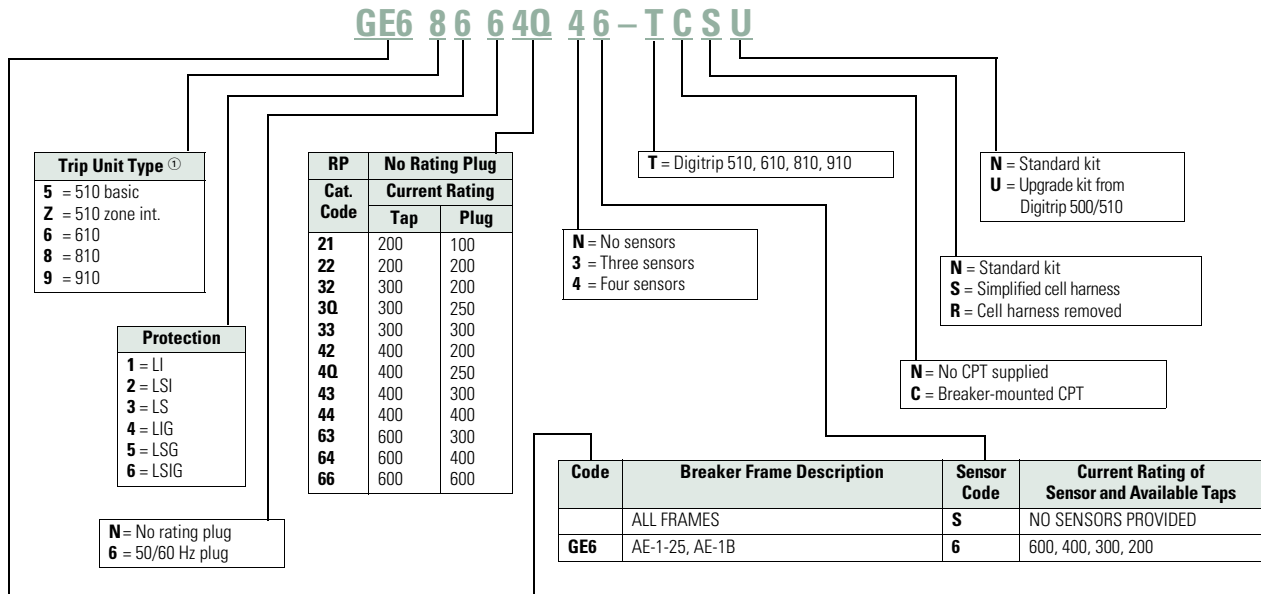 GE6 8 6 6 4Q 4 6 – T C S U
Trip Unit Type ①
5 = 510 basic
Z = 510 zone int.
6 = 610
8 = 810
9 = 910
Protection
1 = LI
2 = LSI
3 = LS
4 = LIG
5 = LSG
6 = LSIG
N = No rating plug
6 = 50/60 Hz plug
RP No Rating Plug
Cat. Code Current Rating
Tap Plug
21 200 100
22 200 200
32 300 200
3Q 300 250
33 300 300
42 400 200
4Q 400 250
43 400 300
44 400 400
63 600 300
64 600 400
66 600 600
N = No sensors
3 = Three sensors
4 = Four sensors
T = Digitrip 510, 610, 810, 910
N = Standard kit
U = Upgrade kit from
Digitrip 500/510
N = Standard kit
S = Simplified cell harness
R = Cell harness removed
N = No CPT supplied
C = Breaker-mounted CPT
Code Breaker Frame Description Sensor Code Current Rating of Sensor and Available Taps
ALL FRAMES S NO SENSORS PROVIDED
GE6 AE-1-25, AE-1B 6 600, 400, 300, 200